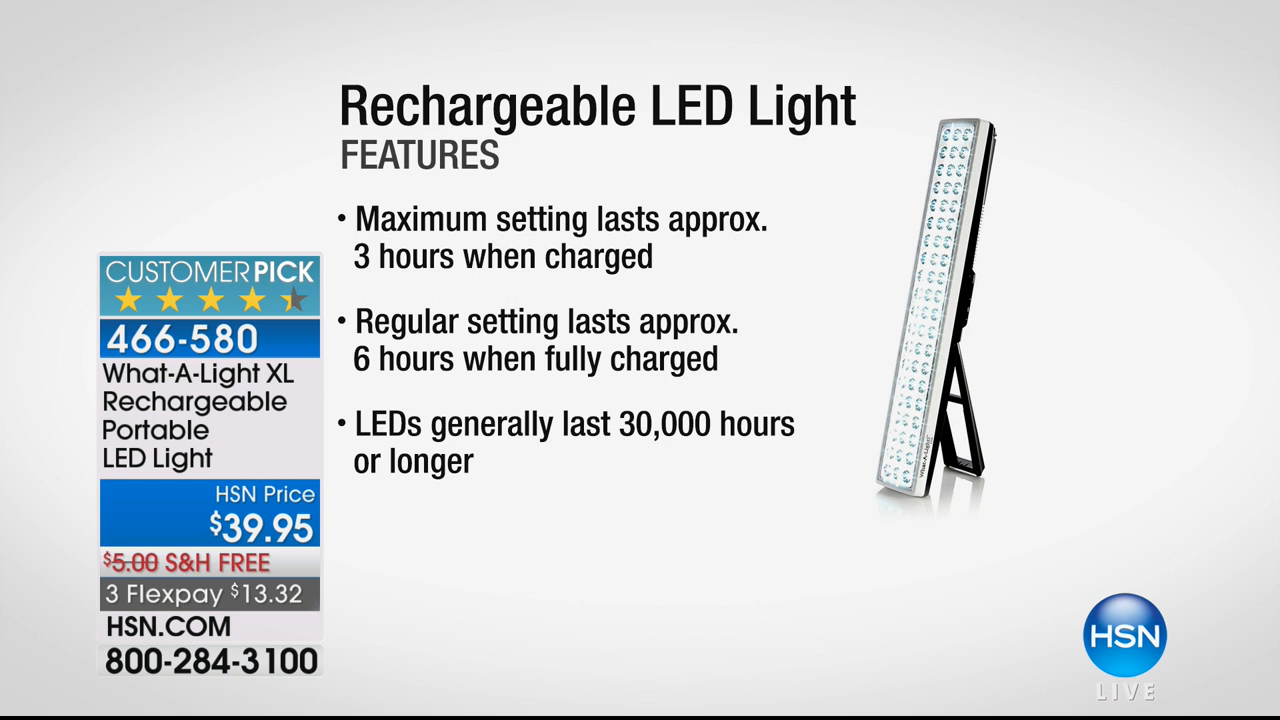 Rechargeable LED Light
FEATURES
• Maximum setting lasts approx.
3 hours when charged
• Regular setting lasts approx.
6 hours when fully charged
• LEDs generally last 30,000 hours
or longer
CUSTOMER PICK
466-580
What-A-Light XL
Rechargeable
Portable
LED Light
HSN Price
$39.95
$5.00 S&H FREE
3 Flexpay $13.32
HSN.COM
800-284-3100
What-A-Light
HSN
LIVE